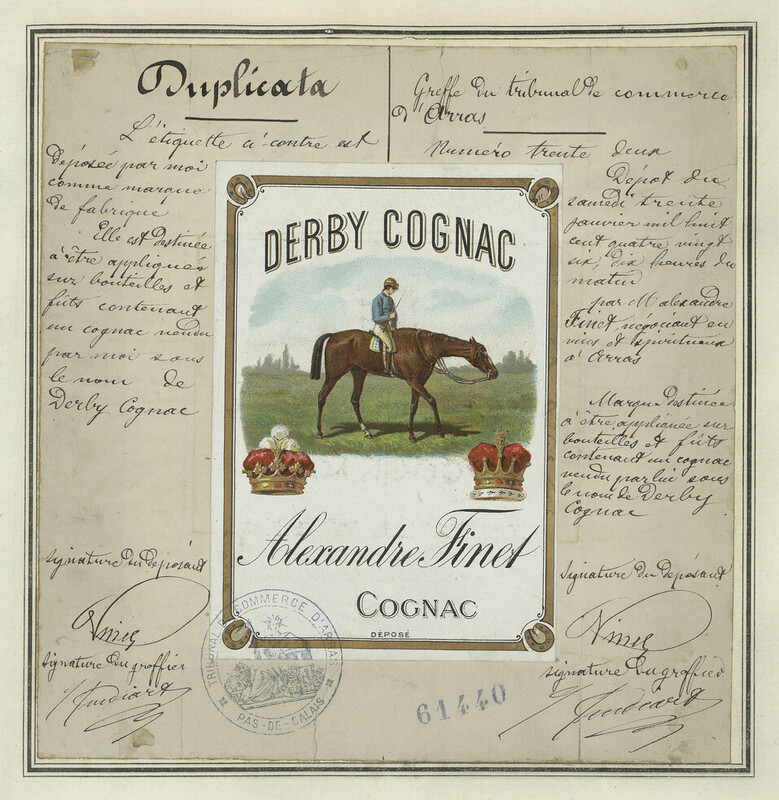 Duplicata
L'étiquette ci-contre est
déposée par moi
comme marque
de fabrique
Elle est destinée
à être appliquée
sur bouteilles et
fûts contenant
un cognac vendu
par moi sous
le nom de
Derby Cognac
signature du déposant
signature du greffier
Greffe du tribunal de commerce
d'Arras
Numéro trente deux
Dépot du
samedi trente
janvier mil huit
cent quatre vingt
six, dix heures du
matin
par M alexandre
Finet négociant en
vins et spiritueux
à Arras
Marque destinée
à être appliquée sur
bouteilles et fûts
contenant un cognac
vendu par lui sous
le nom de Derby
Cognac
signature du déposant
signature du greffier
DERBY COGNAC
Alexandre Finet
COGNAC
DÉPOSÉ
TRIBUNAL DE COMMERCE D'ARRAS
PAS-DE-CALAIS
61440